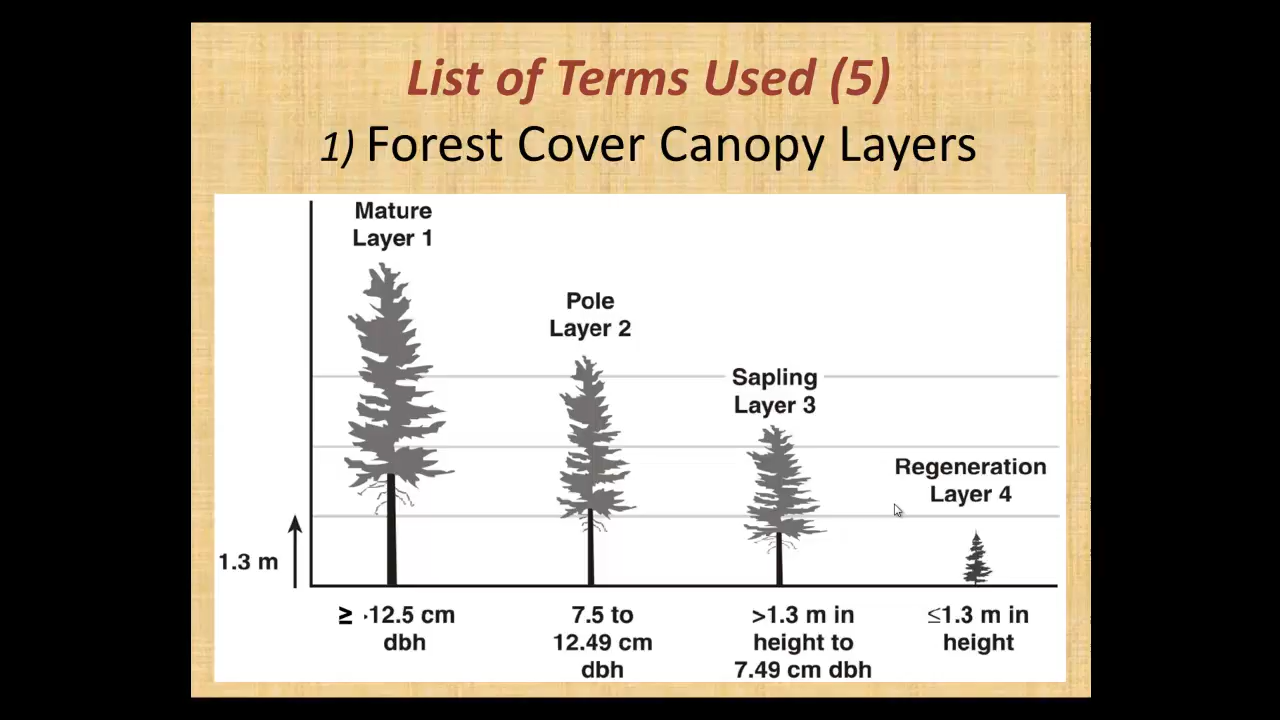 List of Terms Used (5)
1) Forest Cover Canopy Layers
Mature
Layer 1
Pole
Layer 2
Sapling
Layer 3
Regeneration
Layer 4
1.3 m
≥ 12.5 cm
dbh
7.5 to
12.49 cm
dbh
>1.3 m in
height to
7.49 cm dbh
≤1.3 m in
height